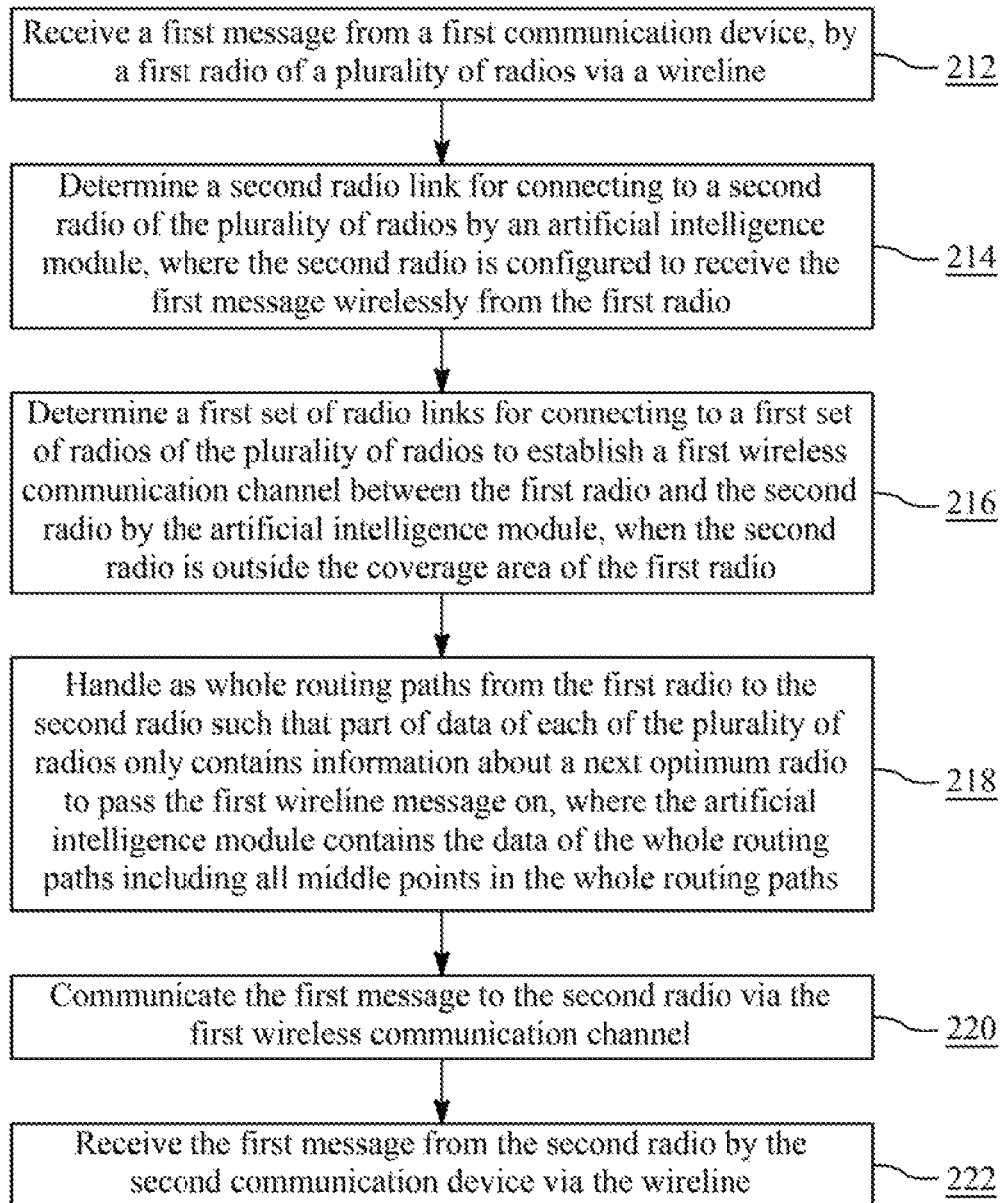 Receive a first message from a first communication device, by
a first radio of a plurality of radios via a wireline
212
Determine a second radio link for connecting to a second
radio of the plurality of radios by an artificial intelligence
module, where the second radio is configured to receive the
first message wirelessly from the first radio
214
Determine a first set of radio links for connecting to a first set
of radios of the plurality of radios to establish a first wireless
communication channel between the first radio and the second
radio by the artificial intelligence module, when the second
radio is outside the coverage area of the first radio
216
Handle as whole routing paths from the first radio to the
second radio such that part of data of each of the plurality of
radios only contains information about a next optimum radio
to pass the first wireline message on, where the artificial
intelligence module contains the data of the whole routing
paths including all middle points in the whole routing paths
218
Communicate the first message to the second radio via the
first wireless communication channel
220
Receive the first message from the second radio by the
second communication device via the wireline
222